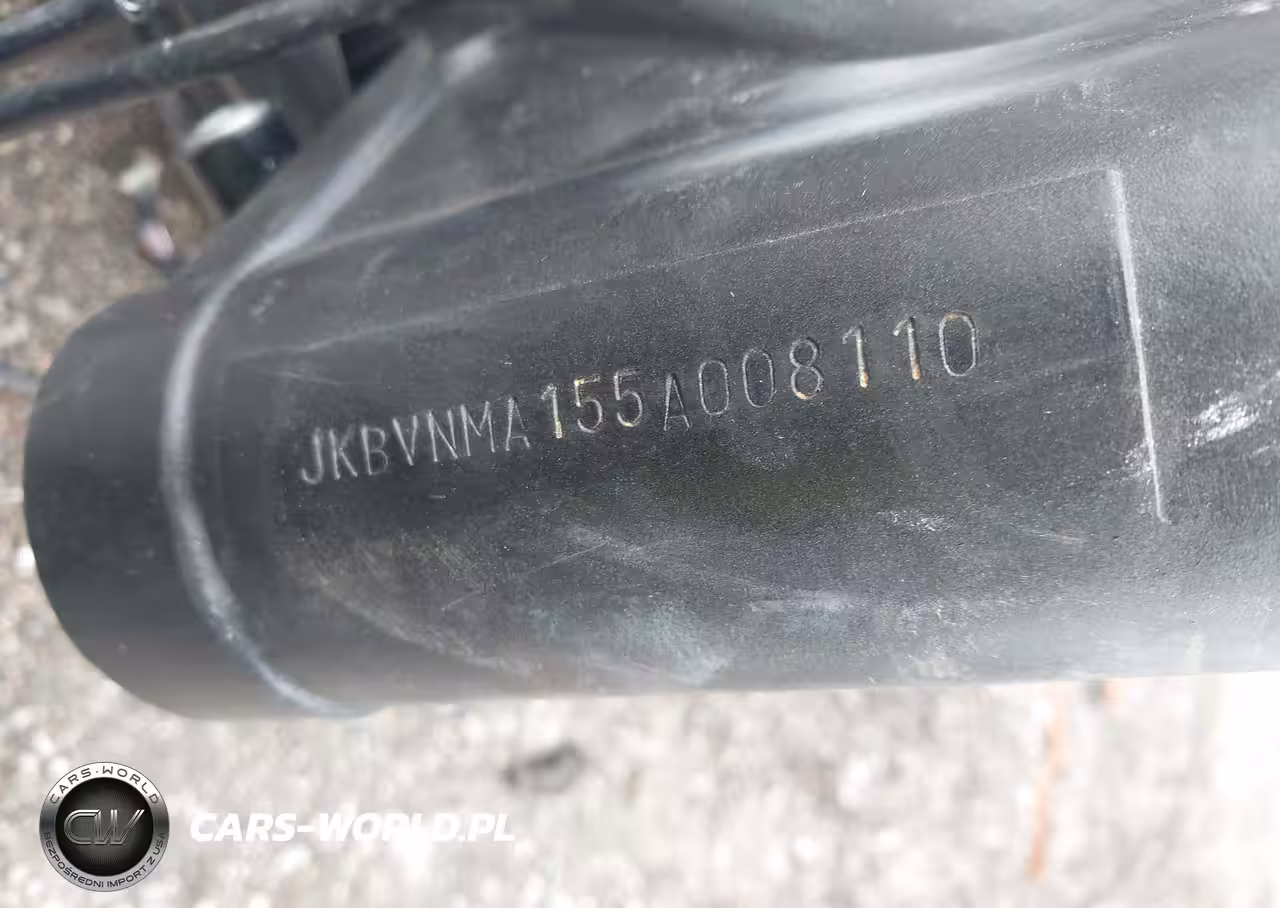 JKBVNMA155A008110
CARS-WORLD
CW
BEZPOŚREDNI IMPORT Z USA
CARS-WORLD.PL